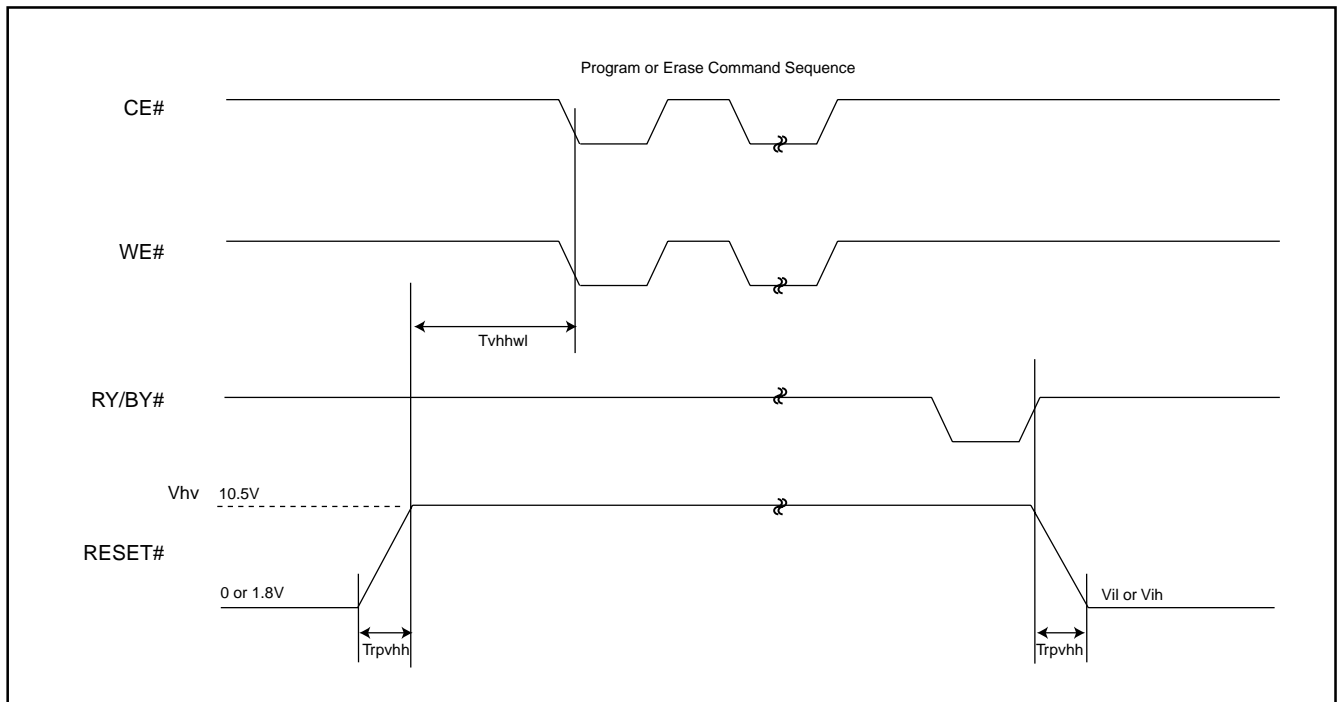 Program or Erase Command Sequence
CE#
WE#
Tvhhwl
RY/BY#
Vhv 10.5V
RESET#
0 or 1.8V
Vil or Vih
Trpvhh
Trpvhh